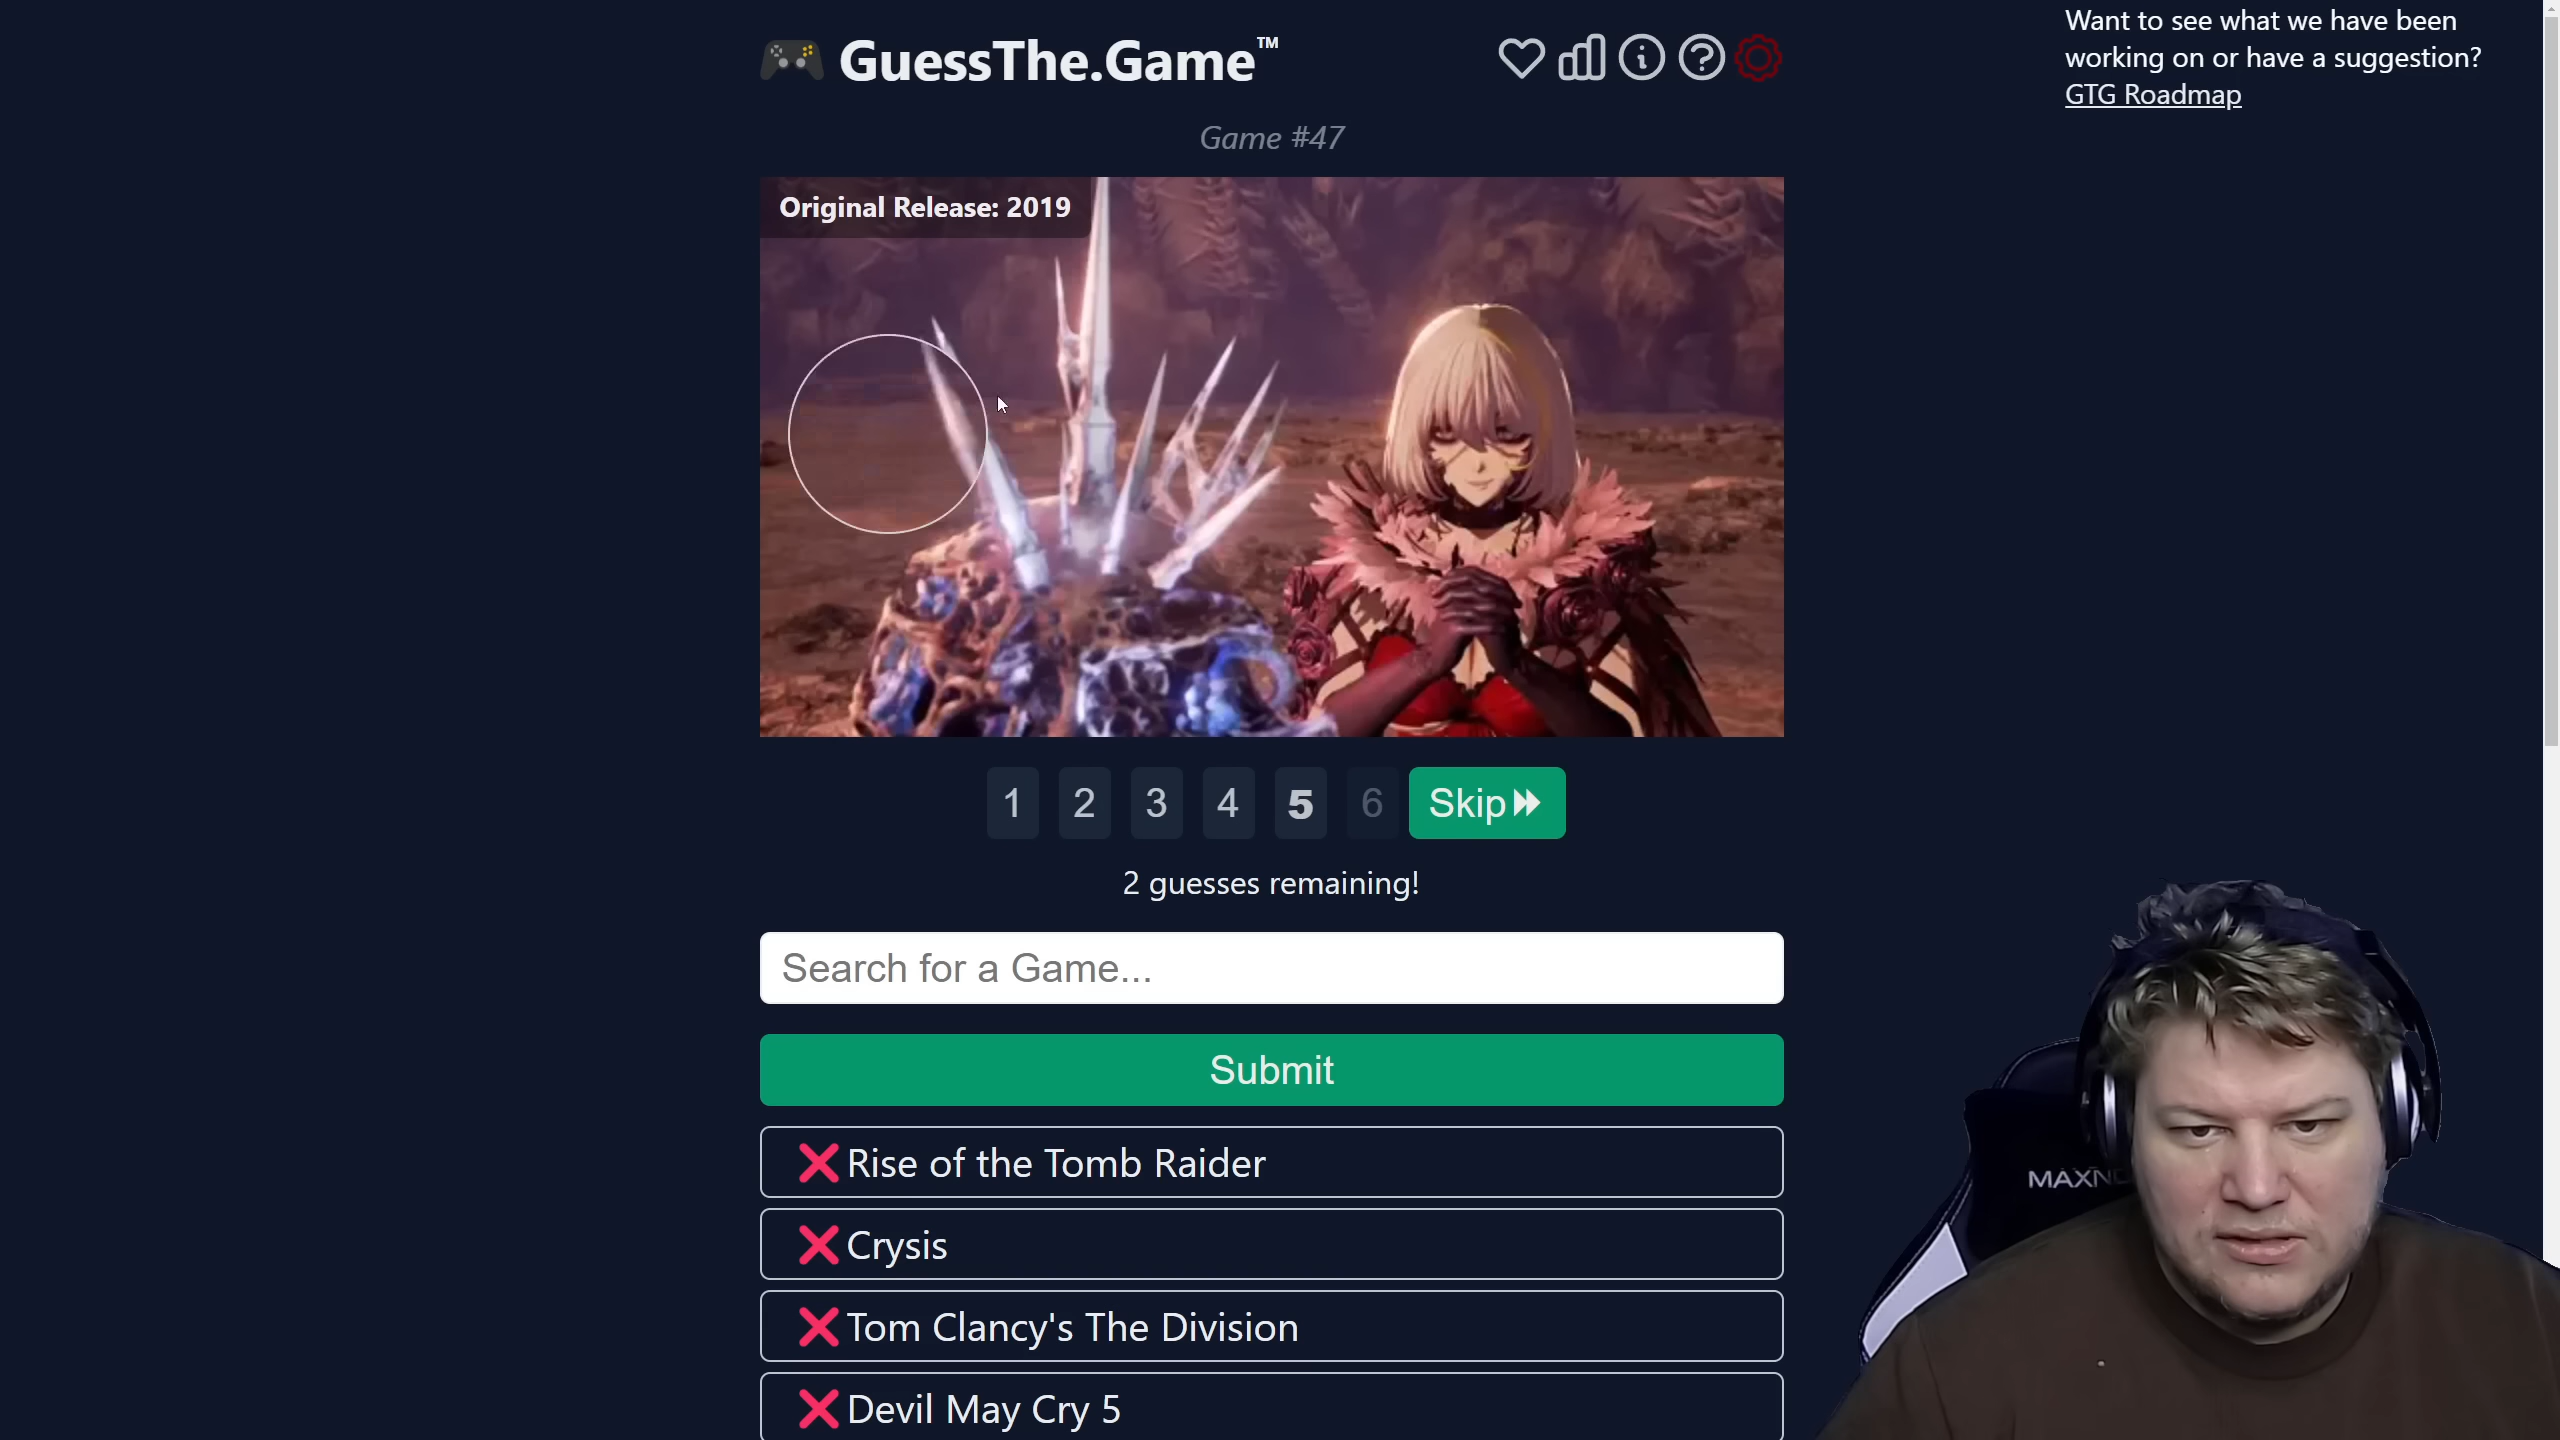 GuessThe.Game™
Want to see what we have been
working on or have a suggestion?
GTG Roadmap
Game #47
Original Release: 2019
1 2 3 4 5 6 Skip
2 guesses remaining!
Search for a Game...
Submit
Rise of the Tomb Raider
Crysis
Tom Clancy's The Division
Devil May Cry 5